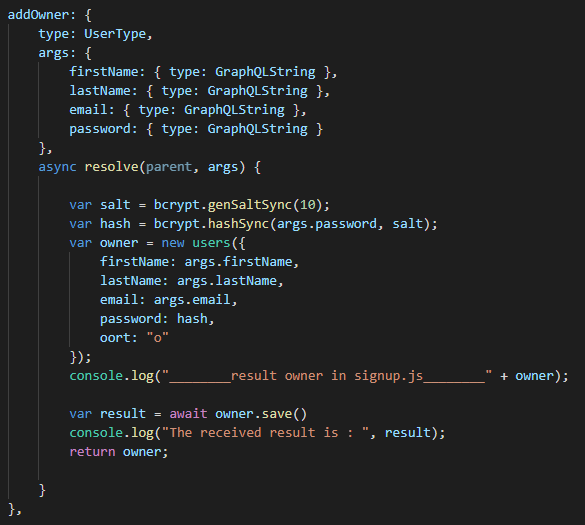 addOwner: {
    type: UserType,
    args: {
        firstName: { type: GraphQLString },
        lastName: { type: GraphQLString },
        email: { type: GraphQLString },
        password: { type: GraphQLString }
    },
    async resolve(parent, args) {
        var salt = bcrypt.genSaltSync(10);
        var hash = bcrypt.hashSync(args.password, salt);
        var owner = new users({
            firstName: args.firstName,
            lastName: args.lastName,
            email: args.email,
            password: hash,
            oort: "o"
        });
        console.log("________result owner in signup.js________" + owner);
        var result = await owner.save()
        console.log("The received result is : ", result);
        return owner;
    }
},